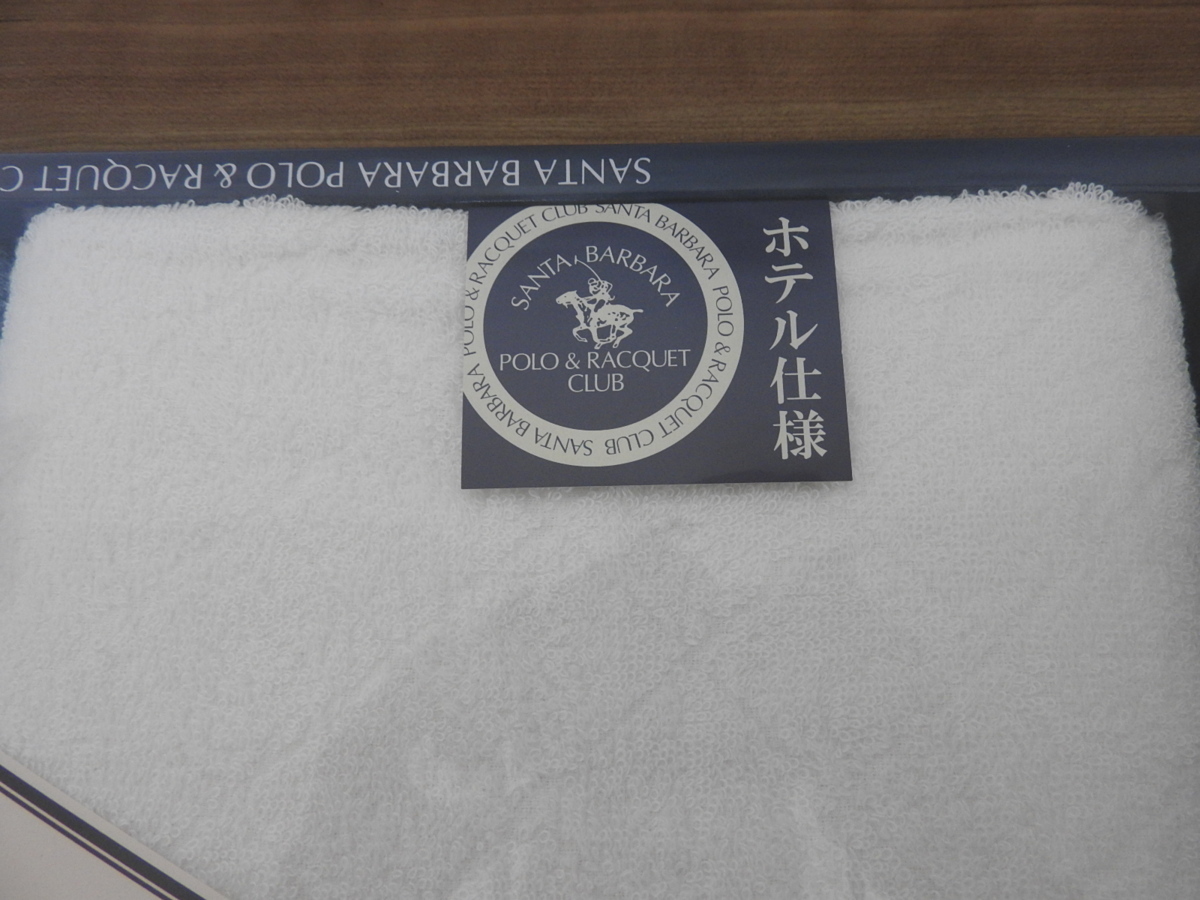 SANTA BARBARA POLO & RACQUET C
POLO & RACQUET CLUB SANTA BARBARA POLO & RACQUET CLUB SANTA BARBARA
SANTA BARBARA
POLO & RACQUET
CLUB
ホテル仕様